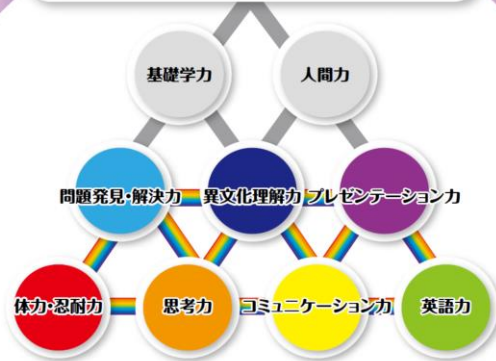 基礎学力
人間力
問題発見・解決力
異文化理解力
プレゼンテーション力
体力・忍耐力
思考力
コミュニケーション力
英語力